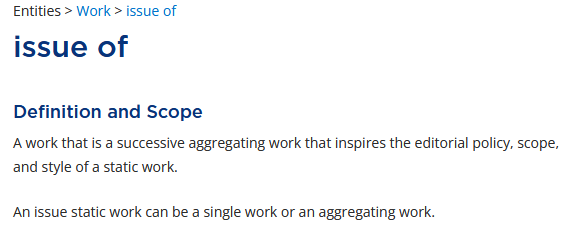 Entities > Work > issue of
issue of
Definition and Scope
A work that is a successive aggregating work that inspires the editorial policy, scope,
and style of a static work.
An issue static work can be a single work or an aggregating work.